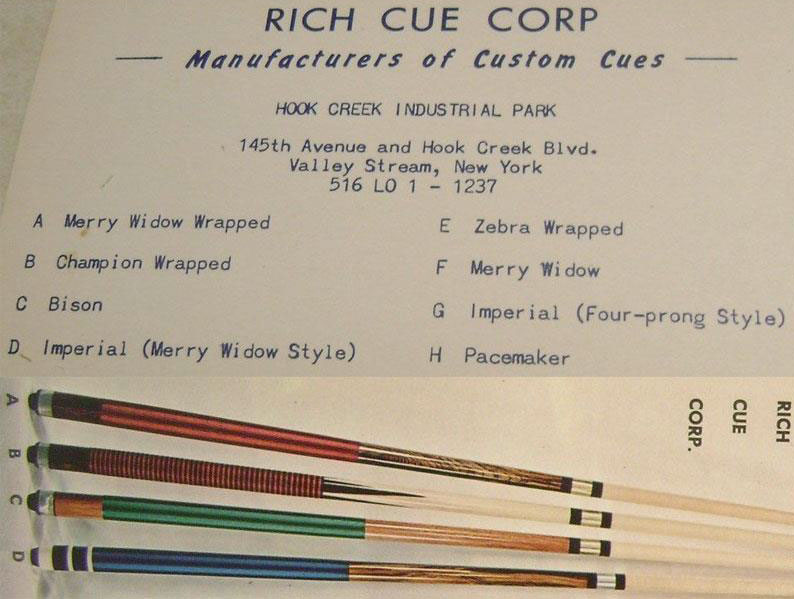 RICH CUE CORP
Manufacturers of Custom Cues
HOOK CREEK INDUSTRIAL PARK
145th Avenue and Hook Creek Blvd.
Valley Stream, New York
516 LO 1 - 1237
A Merry Widow Wrapped
B Champion Wrapped
C Bison
D Imperial (Merry Widow Style)
E Zebra Wrapped
F Merry Widow
G Imperial (Four-prong Style)
H Pacemaker
RICH
CUE
CORP.
A
B
C
D